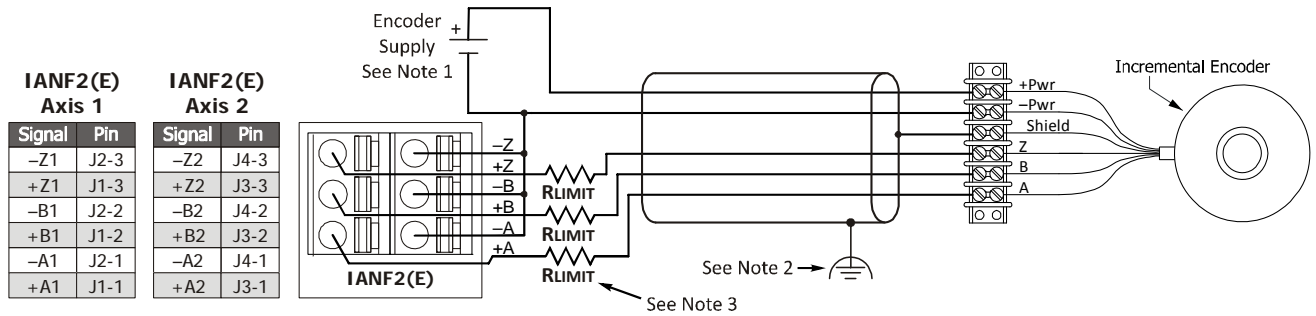 Encoder
Supply
See Note 1
+
IANF2(E)
Axis 1
Signal Pin
–Z1 J2-3
+Z1 J1-3
–B1 J2-2
+B1 J1-2
–A1 J2-1
+A1 J1-1
IANF2(E)
Axis 2
Signal Pin
–Z2 J4-3
+Z2 J3-3
–B2 J4-2
+B2 J3-2
–A2 J4-1
+A2 J3-1
–Z
+Z
–B
+B
–A
+A
IANF2(E)
RLIMIT
RLIMIT
RLIMIT
See Note 2
See Note 3
+Pwr
–Pwr
Shield
Z
B
A
Incremental Encoder